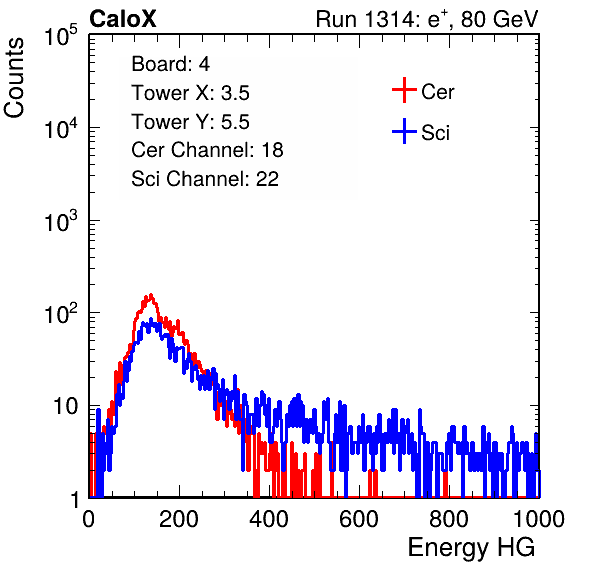 CaloX Run 1314: e⁺, 80 GeV
Counts
Board: 4
Tower X: 3.5
Tower Y: 5.5
Cer Channel: 18
Sci Channel: 22
Cer
Sci
10⁵
10⁴
10³
10²
10
1
0 200 400 600 800 1000
Energy HG